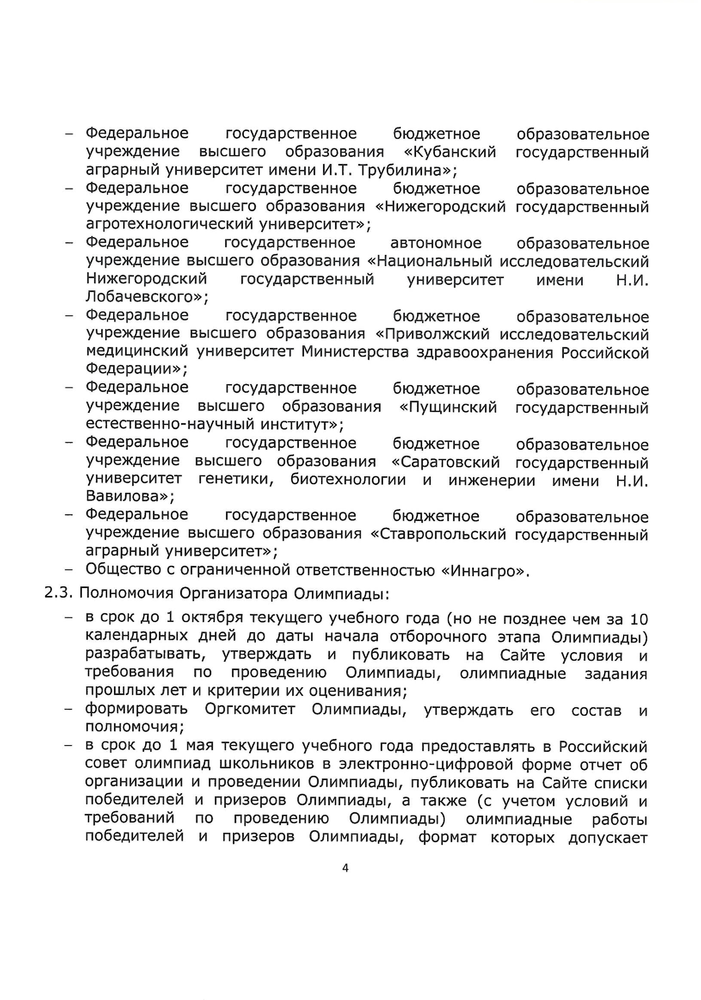 – Федеральное государственное бюджетное образовательное
учреждение высшего образования «Кубанский государственный
аграрный университет имени И.Т. Трубилина»;
– Федеральное государственное бюджетное образовательное
учреждение высшего образования «Нижегородский государственный
агротехнологический университет»;
– Федеральное государственное автономное образовательное
учреждение высшего образования «Национальный исследовательский
Нижегородский государственный университет имени Н.И.
Лобачевского»;
– Федеральное государственное бюджетное образовательное
учреждение высшего образования «Приволжский исследовательский
медицинский университет Министерства здравоохранения Российской
Федерации»;
– Федеральное государственное бюджетное образовательное
учреждение высшего образования «Пущинский государственный
естественно-научный институт»;
– Федеральное государственное бюджетное образовательное
учреждение высшего образования «Саратовский государственный
университет генетики, биотехнологии и инженерии имени Н.И.
Вавилова»;
– Федеральное государственное бюджетное образовательное
учреждение высшего образования «Ставропольский государственный
аграрный университет»;
– Общество с ограниченной ответственностью «Иннагро».
2.3. Полномочия Организатора Олимпиады:
– в срок до 1 октября текущего учебного года (но не позднее чем за 10
календарных дней до даты начала отборочного этапа Олимпиады)
разрабатывать, утверждать и публиковать на Сайте условия и
требования по проведению Олимпиады, олимпиадные задания
прошлых лет и критерии их оценивания;
– формировать Оргкомитет Олимпиады, утверждать его состав и
полномочия;
– в срок до 1 мая текущего учебного года предоставлять в Российский
совет олимпиад школьников в электронно-цифровой форме отчет об
организации и проведении Олимпиады, публиковать на Сайте списки
победителей и призеров Олимпиады, а также (с учетом условий и
требований по проведению Олимпиады) олимпиадные работы
победителей и призеров Олимпиады, формат которых допускает
4